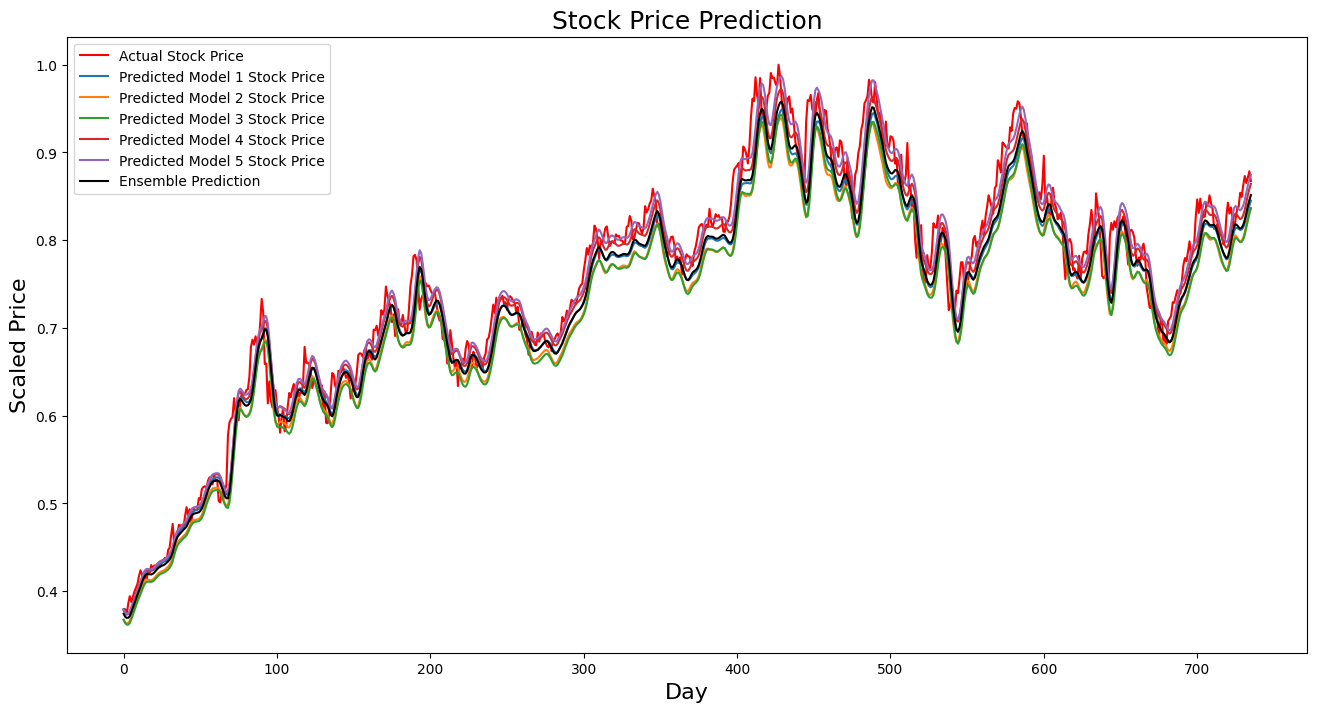 Stock Price Prediction
Actual Stock Price
Predicted Model 1 Stock Price
Predicted Model 2 Stock Price
Predicted Model 3 Stock Price
Predicted Model 4 Stock Price
Predicted Model 5 Stock Price
Ensemble Prediction
Scaled Price
1.0
0.9
0.8
0.7
0.6
0.5
0.4
0 100 200 300 400 500 600 700
Day